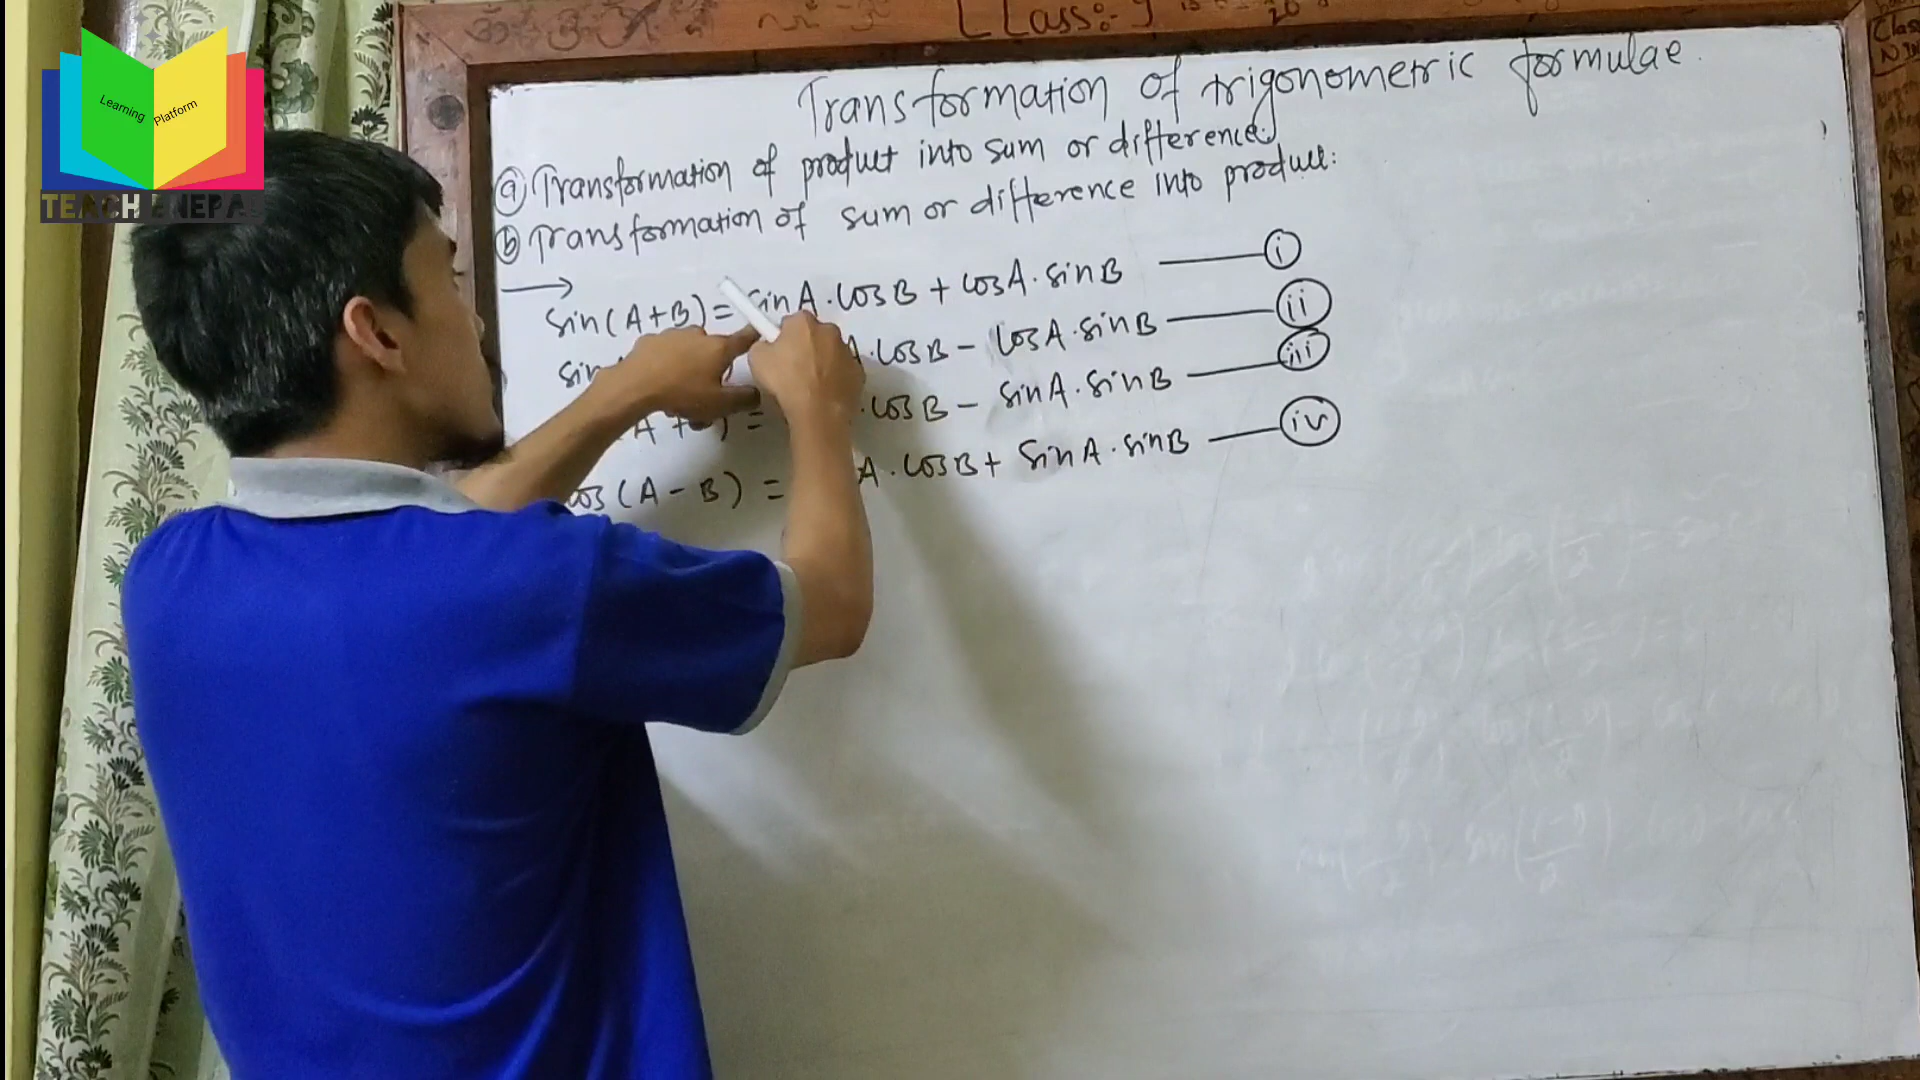 Learning Platform
TEACH ENEPAL
Class:- 9
Transformation of trigonometric formulae.
(a) Transformation of product into sum or difference:
(b) Transformation of sum or difference into product:
→ sin(A+B) = sinA.cosB + cosA.sinB — (i)
sin A.cosB − cosA.sinB — (ii)
A + ) = .cosB − sinA.sinB — (iii)
cos(A − B) = A.cosB + sinA.sinB — (iv)